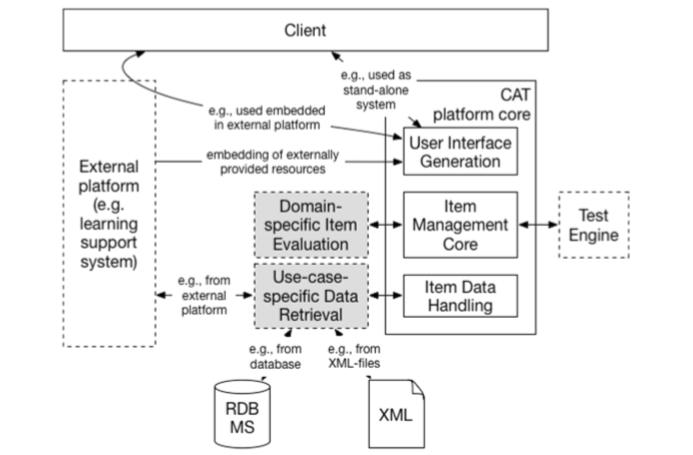 Client
e.g., used as
stand-alone
system
CAT
platform core
e.g., used embedded
in external platform
User Interface
Generation
embedding of externally
provided resources
External
platform
(e.g.
learning
support
system)
Domain-
specific Item
Evaluation
Item
Management
Core
Test
Engine
e.g., from
external
platform
Use-case-
specific Data
Retrieval
Item Data
Handling
e.g., from
database
e.g., from
XML-files
RDB
MS
XML